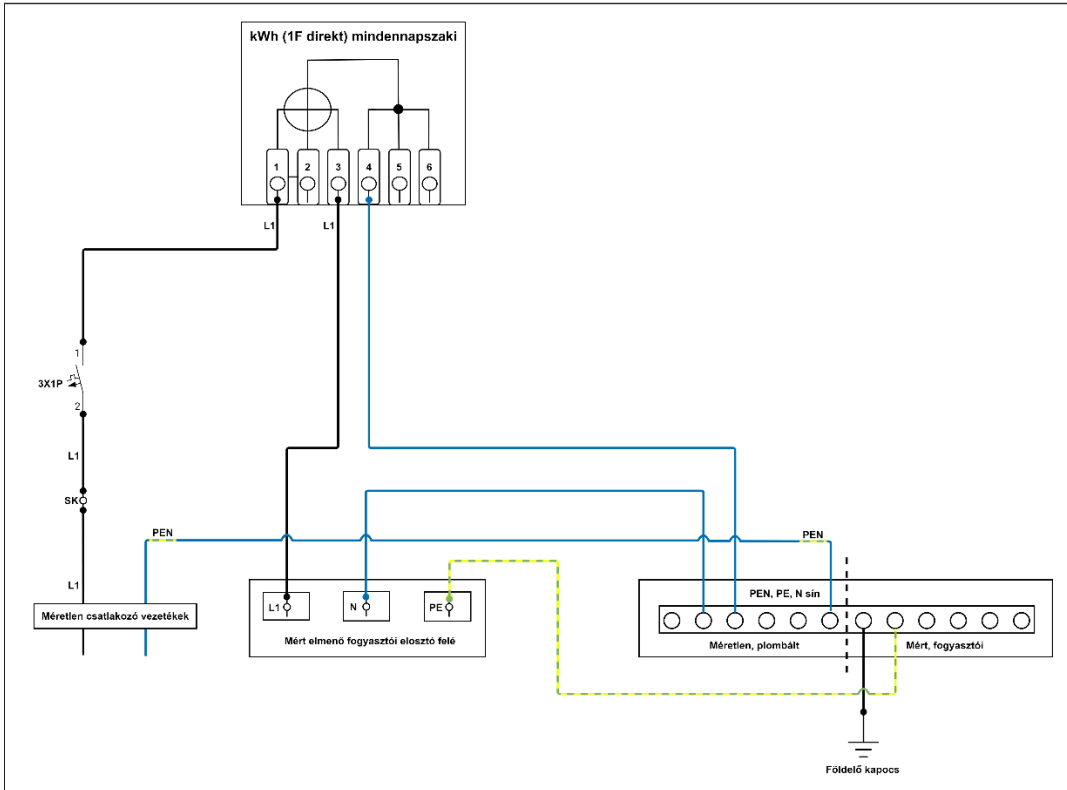 kWh (1F direkt) mindennapszaki
1 2 3 4 5 6
L1 L1
1
3X1P
2
L1
SK
PEN PEN
L1
Méretlen csatlakozó vezetékek
L1 N PE
Mért elmenő fogyasztói elosztó felé
PEN, PE, N sín
Méretlen, plombált Mért, fogyasztói
Földelő kapocs